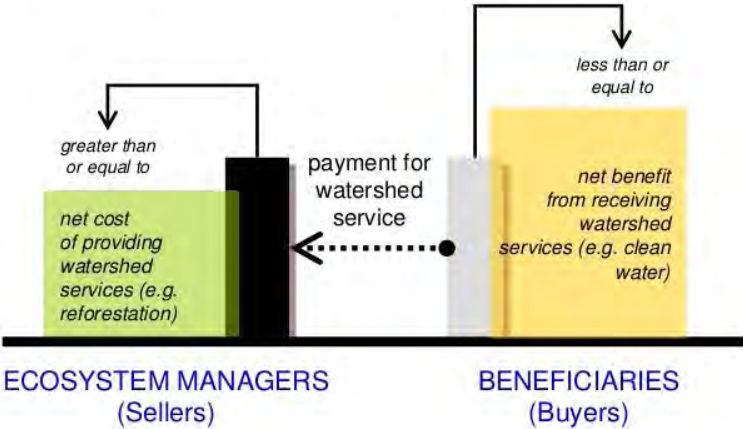 less than or
equal to
greater than
or equal to
payment for
watershed
service
net cost
of providing
watershed
services (e.g.
reforestation)
net benefit
from receiving
watershed
services (e.g. clean
water)
ECOSYSTEM MANAGERS
(Sellers)
BENEFICIARIES
(Buyers)